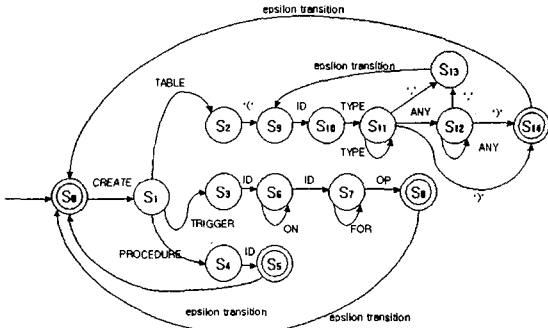 epsilon transition
epsilon transition
S13
TABLE
'('
ID
TYPE
','
ANY
','
')'
S2
S9
S10
S11
S12
S14
TYPE
ANY
CREATE
S0
S1
S3
ID
S6
ID
S7
OP
S8
')'
TRIGGER
ON
FOR
PROCEDURE
S4
ID
S5
epsilon transition
epsilon transition